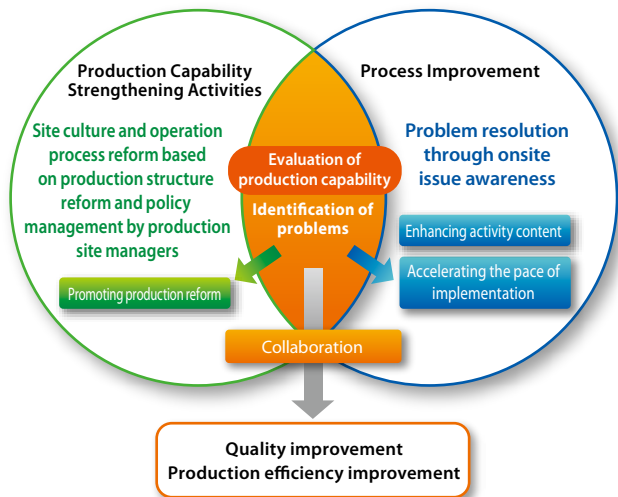 Production Capability
Strengthening Activities
Site culture and operation
process reform based
on production structure
reform and policy
management by production
site managers
Promoting production reform
Evaluation of
production capability
Identification of
problems
Process Improvement
Problem resolution
through onsite
issue awareness
Enhancing activity content
Accelerating the pace of
implementation
Collaboration
Quality improvement
Production efficiency improvement